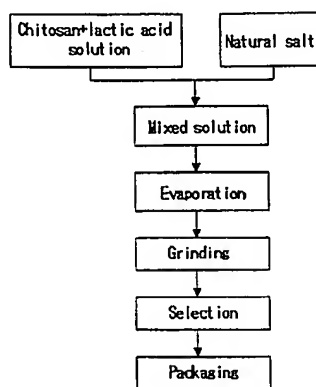 Chitosan+lactic acid
solution
Natural salt
Mixed solution
Evaporation
Grinding
Selection
Packaging